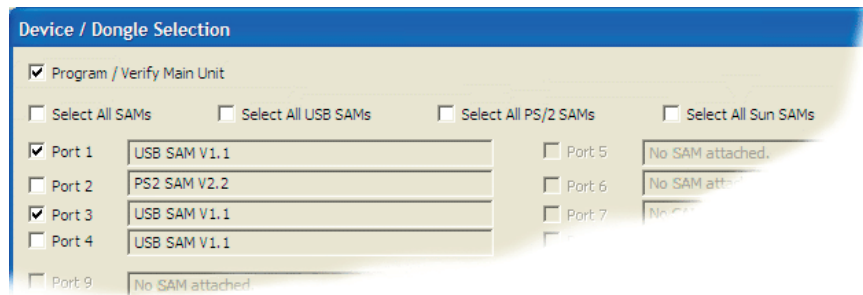 Device / Dongle Selection
Program / Verify Main Unit
Select All SAMs Select All USB SAMs Select All PS/2 SAMs Select All Sun SAMs
Port 1 USB SAM V1.1 Port 5 No SAM attached.
Port 2 PS2 SAM V2.2 Port 6 No SAM
Port 3 USB SAM V1.1 Port 7 No
Port 4 USB SAM V1.1
Port 9 No SAM attached.